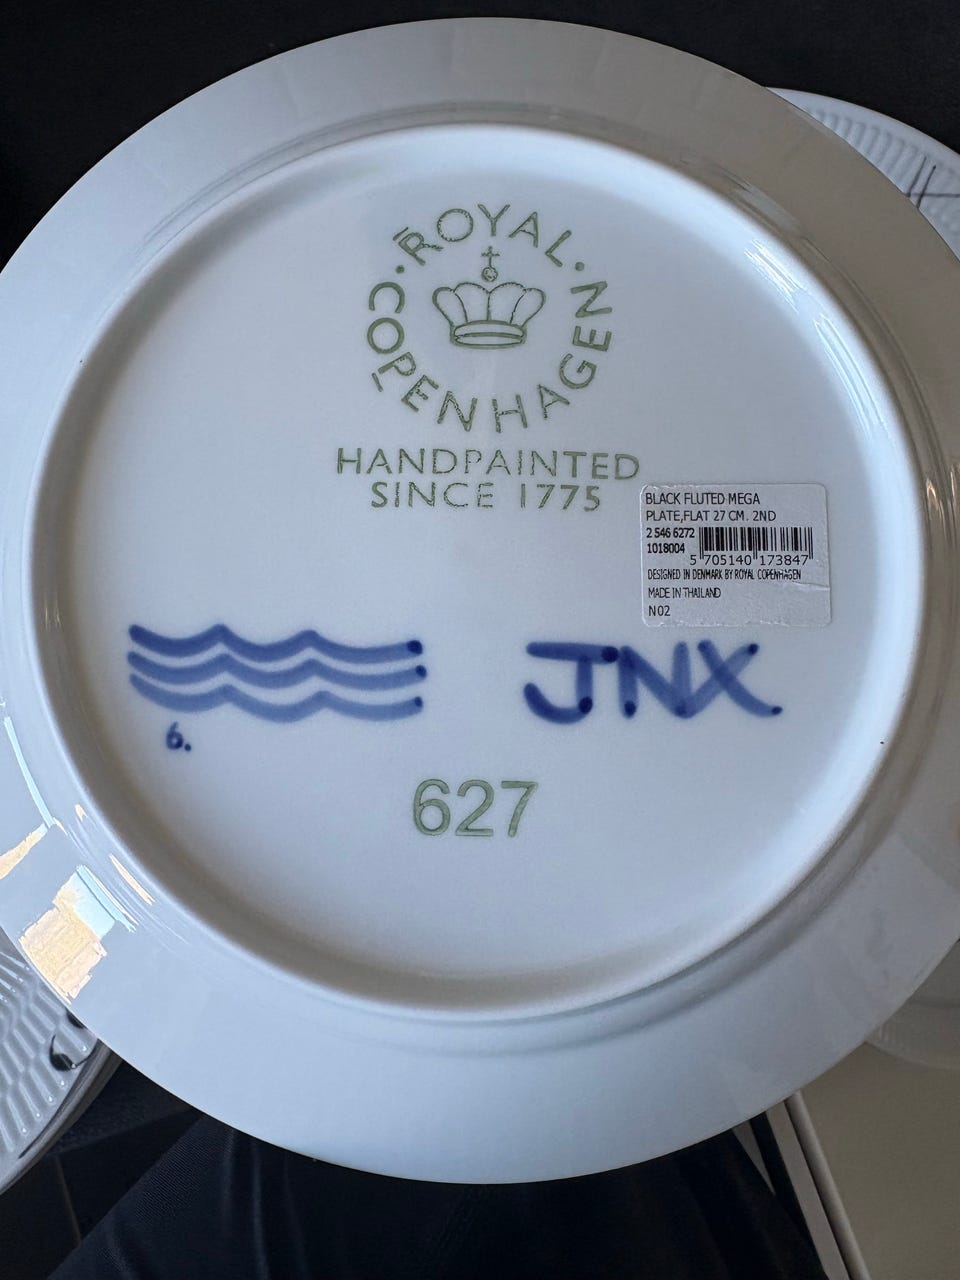 ROYAL
COPENHAGEN
HANDPAINTED
SINCE 1775
BLACK FLUTED MEGA
PLATE,FLAT 27 CM. 2ND
2 546 6272
1018004
5 705140 173847
DESIGNED IN DENMARK BY ROYAL COPENHAGEN
MADE IN THAILAND
N02
JNX.
6.
627